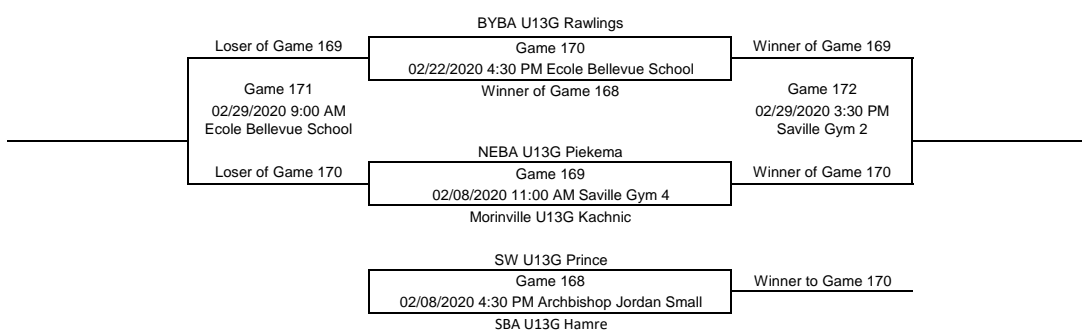 BYBA U13G Rawlings
Loser of Game 169
Game 170
Winner of Game 169
02/22/2020 4:30 PM Ecole Bellevue School
Game 171
Winner of Game 168
Game 172
02/29/2020 9:00 AM
02/29/2020 3:30 PM
Ecole Bellevue School
Saville Gym 2
NEBA U13G Piekema
Loser of Game 170
Game 169
Winner of Game 170
02/08/2020 11:00 AM Saville Gym 4
Morinville U13G Kachnic
SW U13G Prince
Game 168
Winner to Game 170
02/08/2020 4:30 PM Archbishop Jordan Small
SBA U13G Hamre